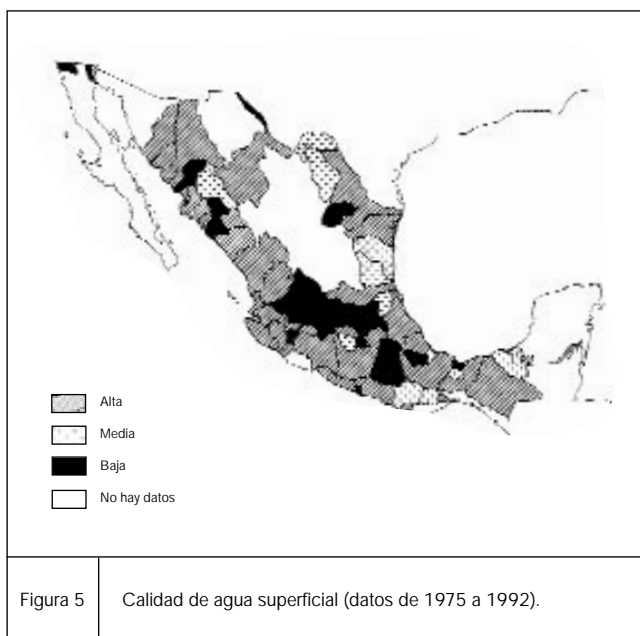 Alta
Media
Baja
No hay datos
Figura 5
Calidad de agua superficial (datos de 1975 a 1992).